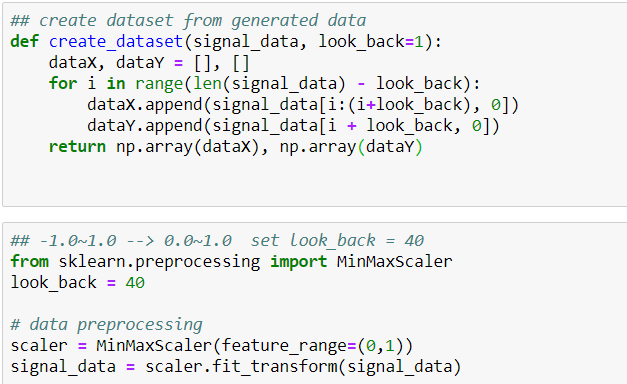 ## create dataset from generated data
def create_dataset(signal_data, look_back=1):
    dataX, dataY = [], []
    for i in range(len(signal_data) - look_back):
        dataX.append(signal_data[i:(i+look_back), 0])
        dataY.append(signal_data[i + look_back, 0])
    return np.array(dataX), np.array(dataY)
## -1.0~1.0 --> 0.0~1.0  set look_back = 40
from sklearn.preprocessing import MinMaxScaler
look_back = 40
# data preprocessing
scaler = MinMaxScaler(feature_range=(0,1))
signal_data = scaler.fit_transform(signal_data)